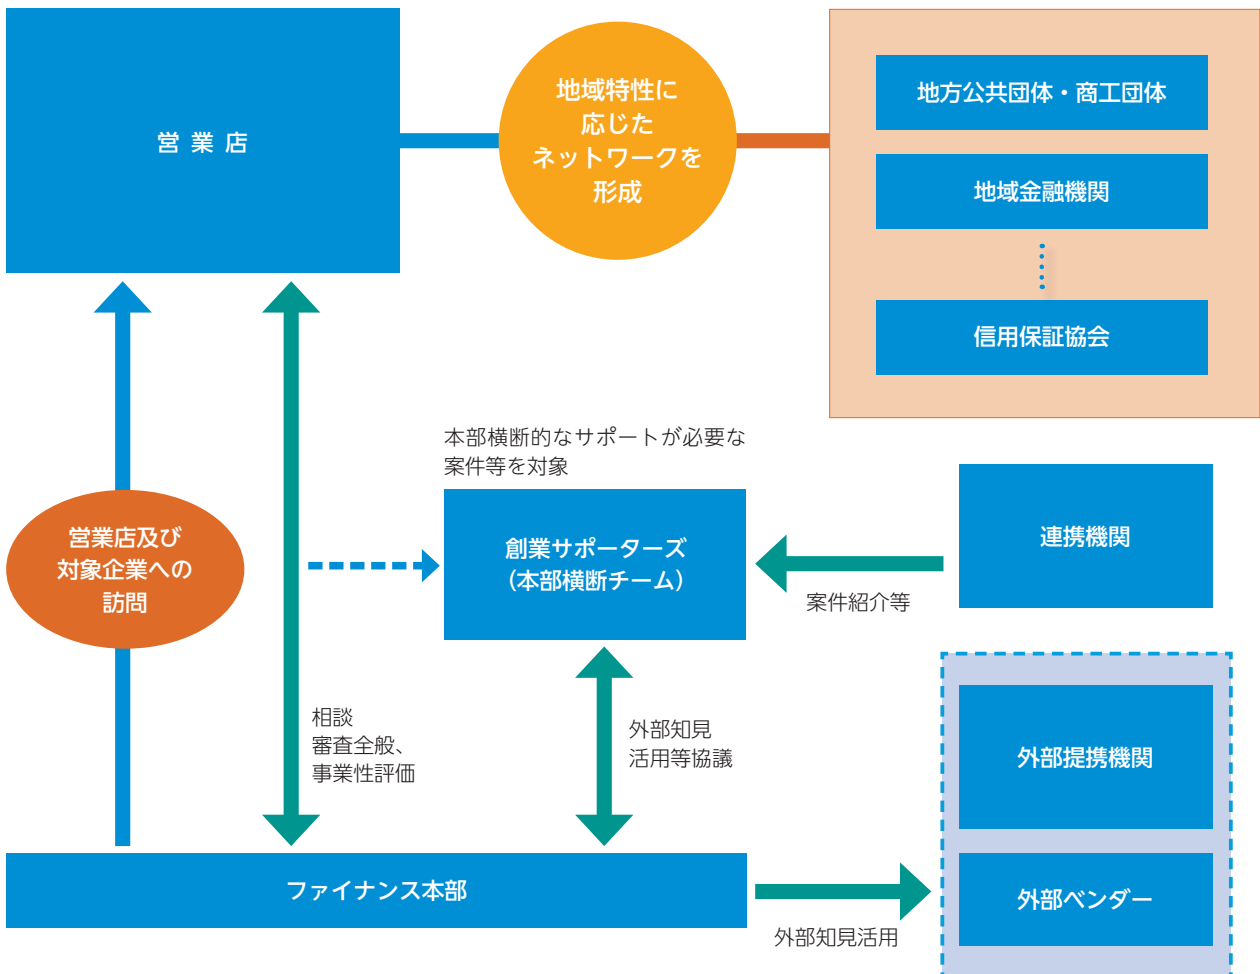 営業店
地域特性に
応じた
ネットワークを
形成
地方公共団体・商工団体
地域金融機関
信用保証協会
本部横断的なサポートが必要な
案件等を対象
営業店及び
対象企業への
訪問
創業サポーターズ
(本部横断チーム)
連携機関
案件紹介等
相談
審査全般、
事業性評価
外部知見
活用等協議
外部提携機関
ファイナンス本部
外部ベンダー
外部知見活用